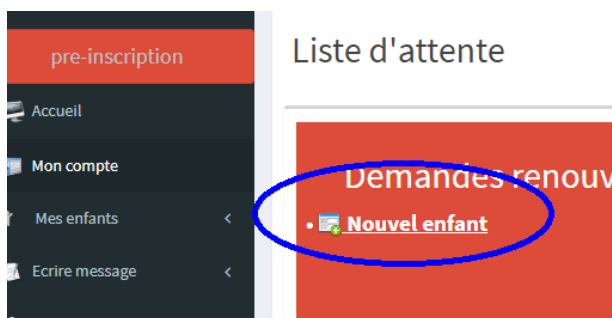 pre-inscription
Accueil
Mon compte
Mes enfants
Ecrire message
Liste d'attente
Demandes renouv
• Nouvel enfant